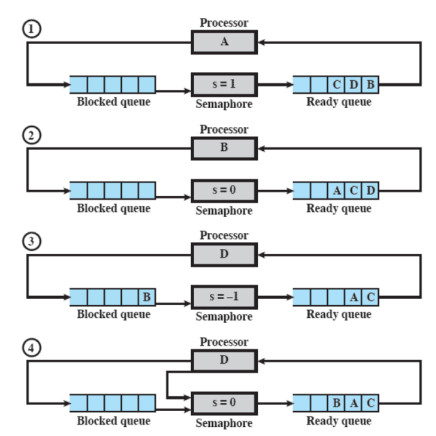 1
Processor
A
C D B
s = 1
Blocked queue
Semaphore
Ready queue
2
Processor
B
A C D
s = 0
Blocked queue
Semaphore
Ready queue
3
Processor
D
B
s = –1
A C
Blocked queue
Semaphore
Ready queue
4
Processor
D
s = 0
B A C
Blocked queue
Semaphore
Ready queue